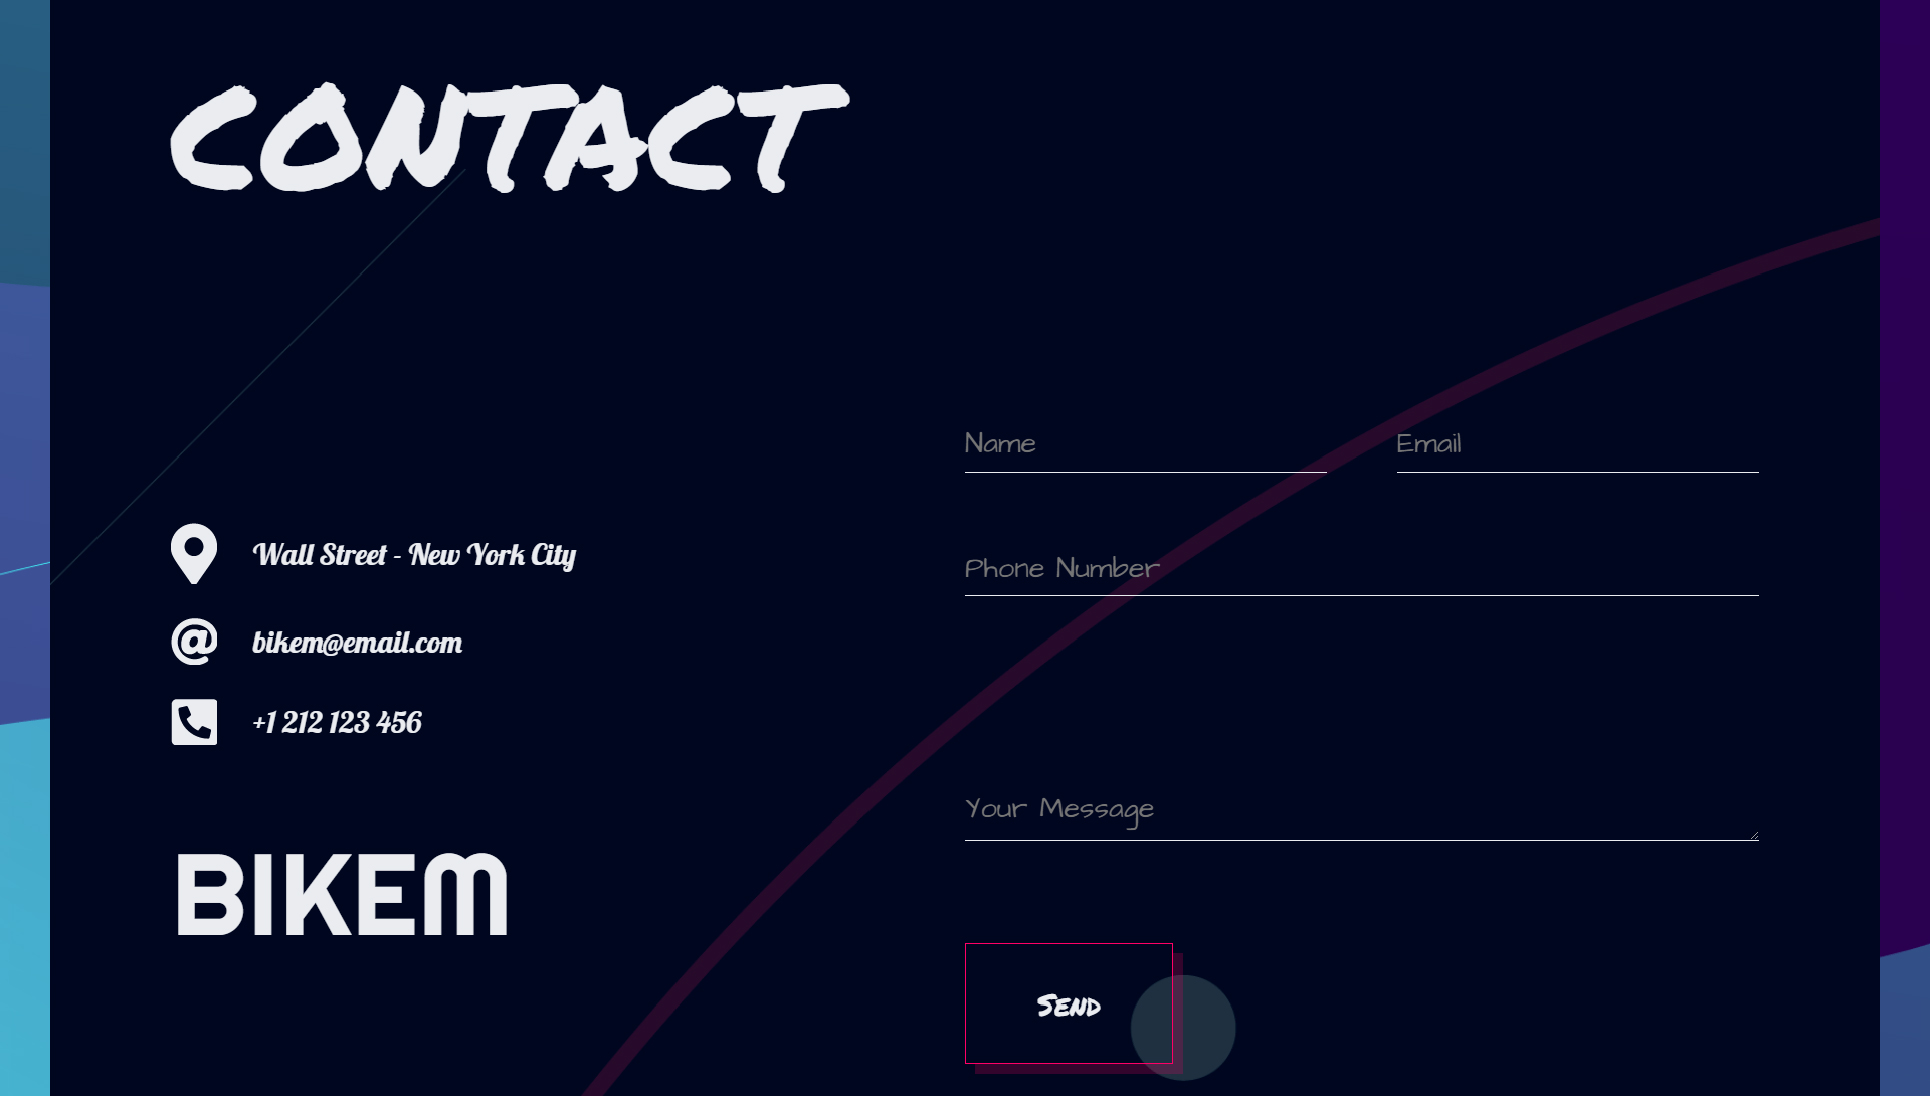 CONTACT
Name
Email
Phone Number
Your Message
Send
Wall Street - New York City
bikem@email.com
+1 212 123 456
BIKEM